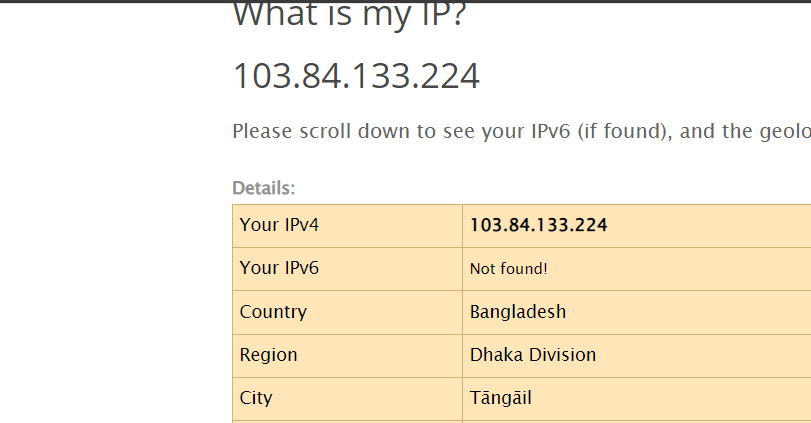 What is my IP?
103.84.133.224
Please scroll down to see your IPv6 (if found), and the geolo
Details:
Your IPv4 103.84.133.224
Your IPv6 Not found!
Country Bangladesh
Region Dhaka Division
City Tāngāil